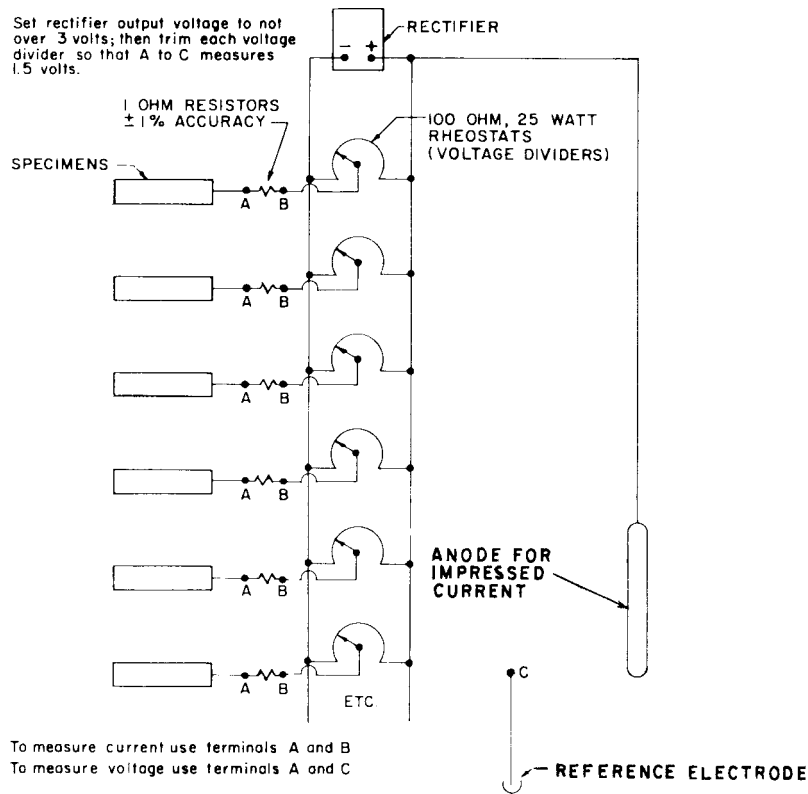 Set rectifier output voltage to not
over 3 volts; then trim each voltage
divider so that A to C measures
1.5 volts.
RECTIFIER
- +
1 OHM RESISTORS
± 1% ACCURACY
100 OHM, 25 WATT
RHEOSTATS
(VOLTAGE DIVIDERS)
SPECIMENS
A B
A B
A B
A B
A B
A B
ANODE FOR
IMPRESSED
CURRENT
C
ETC.
To measure current use terminals A and B
To measure voltage use terminals A and C
REFERENCE ELECTRODE